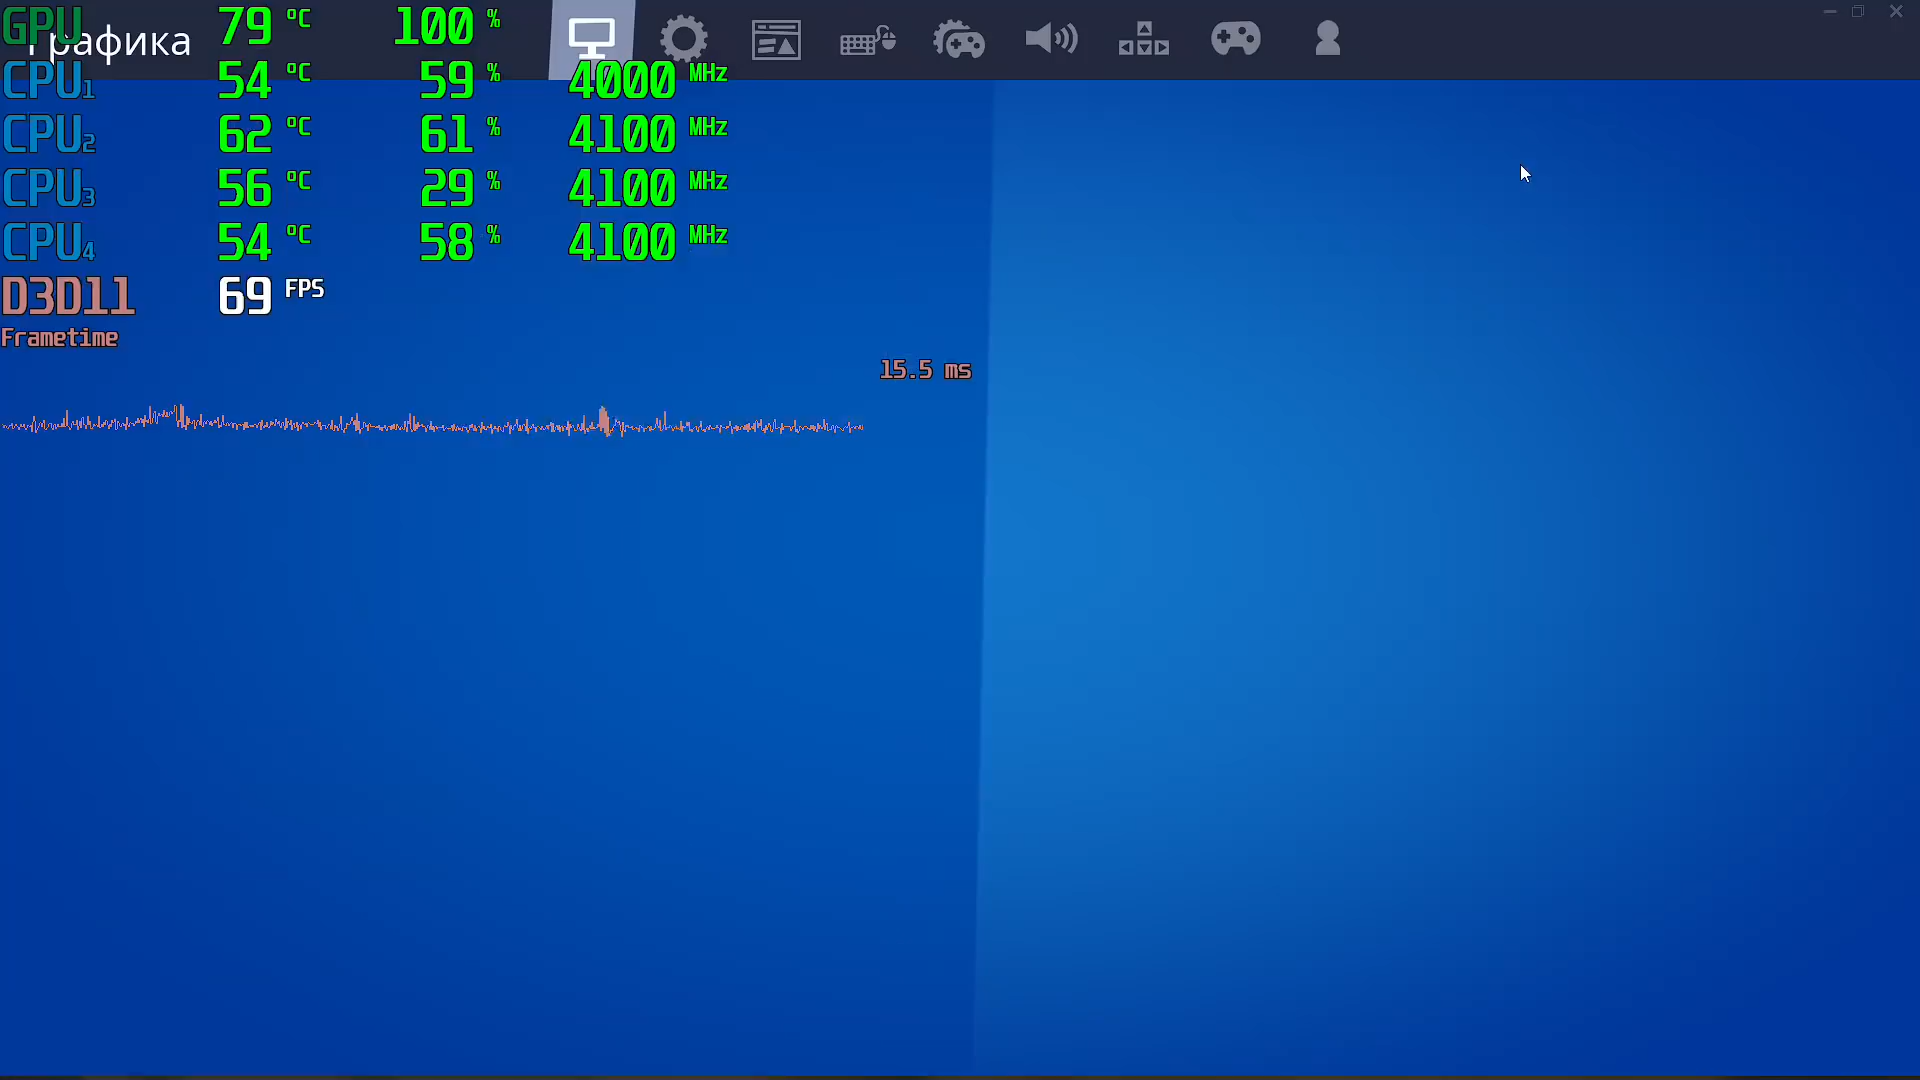 GPU 79 °C 100 %
Графика
CPU1 54 °C 59 % 4000 MHz
CPU2 62 °C 61 % 4100 MHz
CPU3 56 °C 29 % 4100 MHz
CPU4 54 °C 58 % 4100 MHz
D3D11 69 FPS
Frametime
15.5 ms